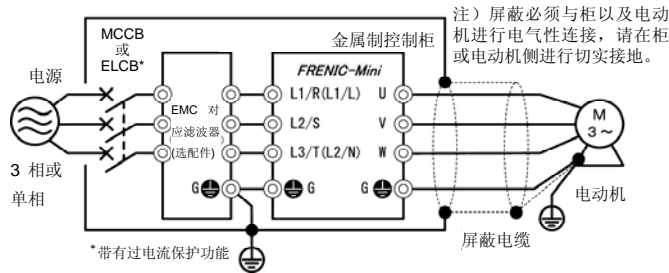 注）屏蔽必须与柜以及电动
机进行电气性连接，请在柜
或电动机侧进行切实接地。
MCCB
或
ELCB*
金属制控制柜
电源
FRENIC-Mini
L1/R(L1/L) U
EMC 对
应滤波器
(选配件)
L2/S V
L3/T(L2/N) W
M
3～
3 相或
单相
G G G
电动机
屏蔽电缆
*带有过电流保护功能